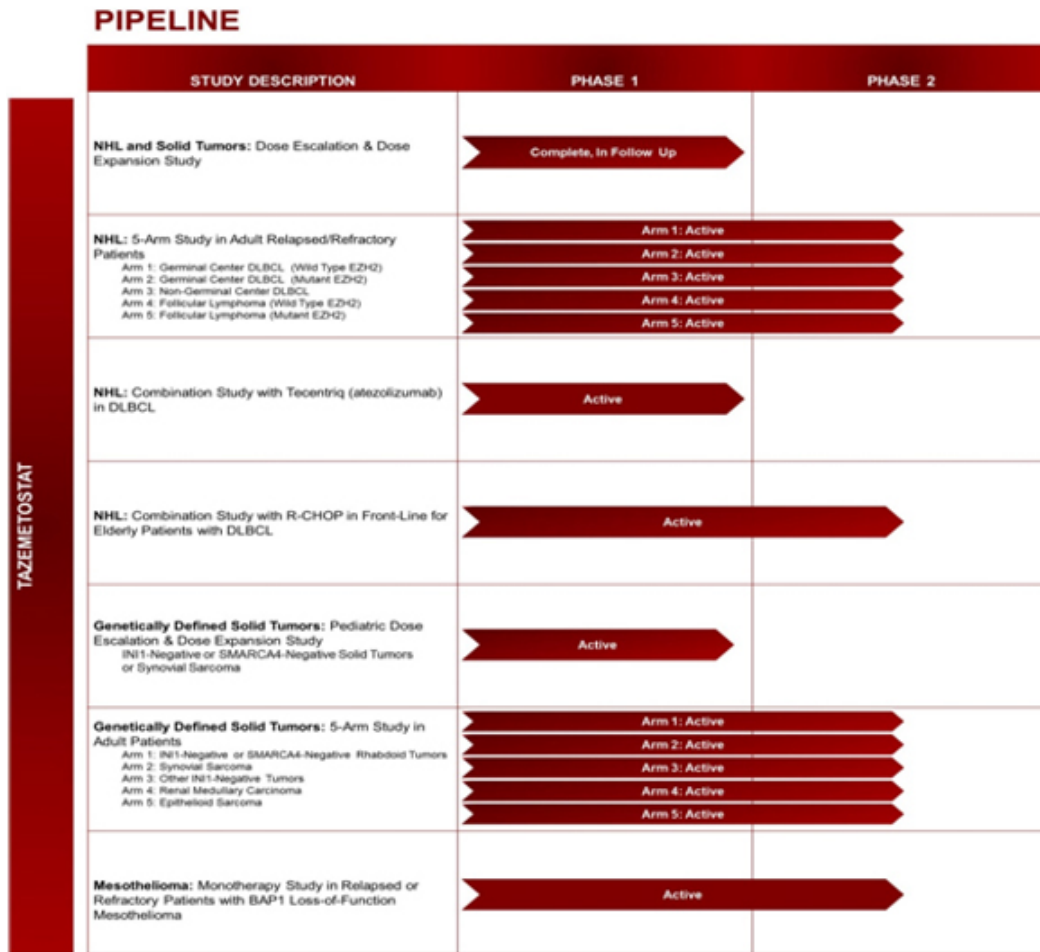 PIPELINE
STUDY DESCRIPTION
PHASE 1
PHASE 2
TAZEMETOSTAT
NHL and Solid Tumors: Dose Escalation & Dose
Expansion Study
Complete, In Follow Up
NHL: 5-Arm Study in Adult Relapsed/Refractory
Patients
Arm 1: Germinal Center DLBCL (Wild Type EZH2)
Arm 2: Germinal Center DLBCL (Mutant EZH2)
Arm 3: Non-Germinal Center DLBCL
Arm 4: Follicular Lymphoma (Wild Type EZH2)
Arm 5: Follicular Lymphoma (Mutant EZH2)
Arm 1: Active
Arm 2: Active
Arm 3: Active
Arm 4: Active
Arm 5: Active
NHL: Combination Study with Tecentriq (atezolizumab)
in DLBCL
Active
NHL: Combination Study with R-CHOP in Front-Line for
Elderly Patients with DLBCL
Active
Genetically Defined Solid Tumors: Pediatric Dose
Escalation & Dose Expansion Study
INI1-Negative or SMARCA4-Negative Solid Tumors
or Synovial Sarcoma
Active
Genetically Defined Solid Tumors: 5-Arm Study in
Adult Patients
Arm 1: INI1-Negative or SMARCA4-Negative Rhabdoid Tumors
Arm 2: Synovial Sarcoma
Arm 3: Other INI1-Negative Tumors
Arm 4: Renal Medullary Carcinoma
Arm 5: Epithelioid Sarcoma
Arm 1: Active
Arm 2: Active
Arm 3: Active
Arm 4: Active
Arm 5: Active
Mesothelioma: Monotherapy Study in Relapsed or
Refractory Patients with BAP1 Loss-of-Function
Mesothelioma
Active